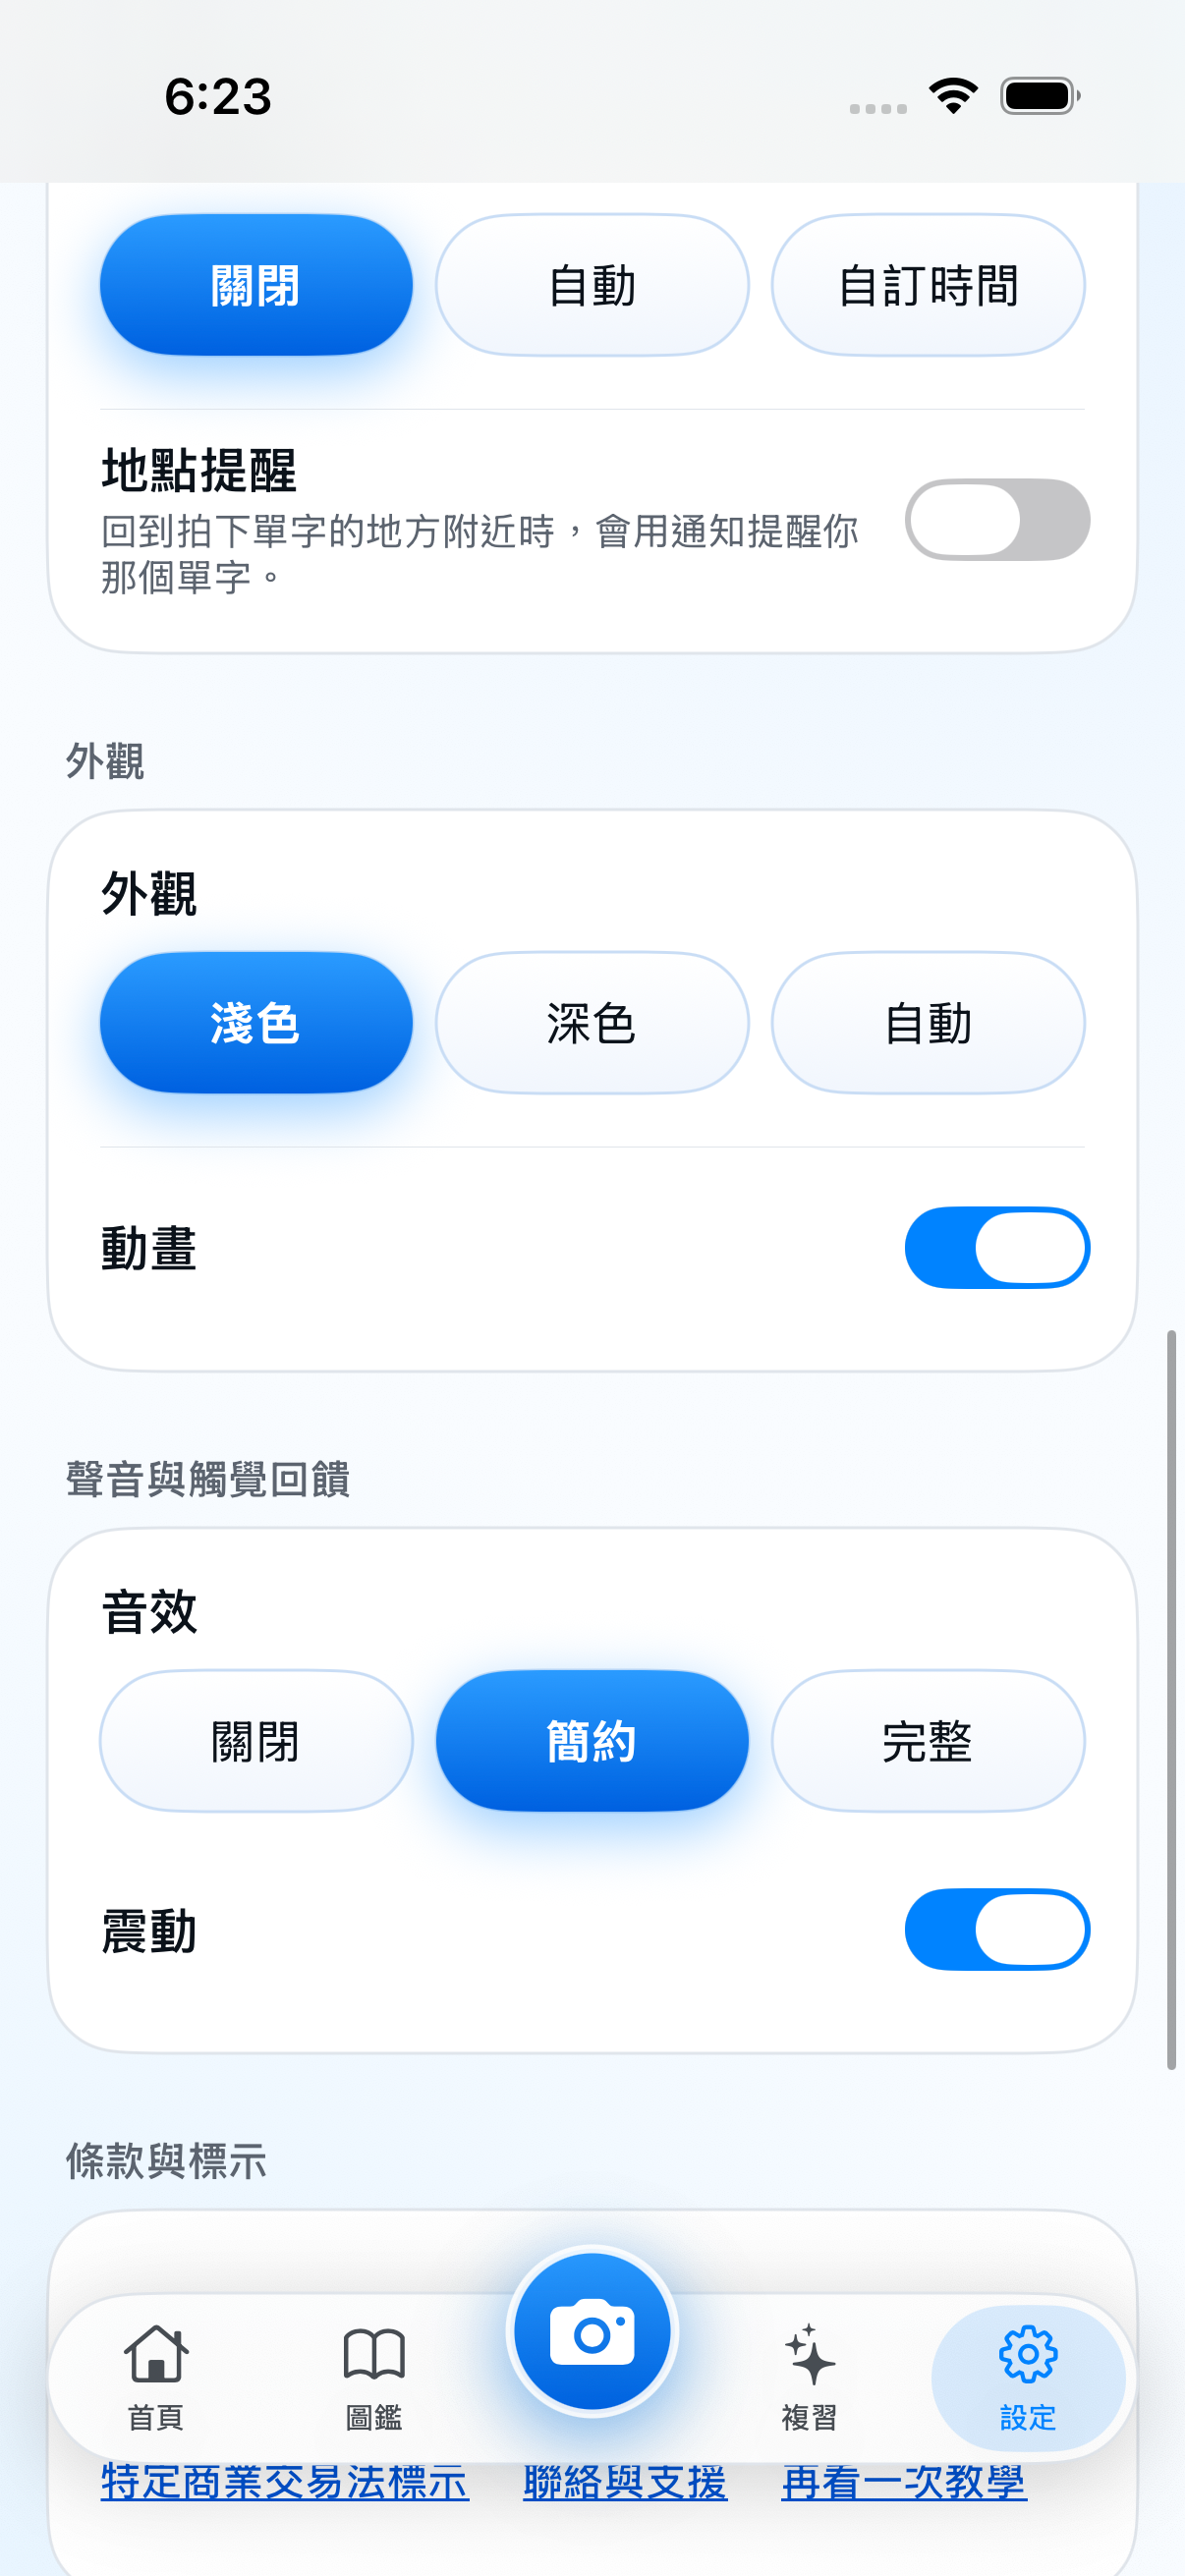 6:23
關閉
自動
自訂時間
地點提醒
回到拍下單字的地方附近時，會用通知提醒你
那個單字。
外觀
外觀
淺色
深色
自動
動畫
聲音與觸覺回饋
音效
關閉
簡約
完整
震動
條款與標示
首頁
圖鑑
複習
設定
特定商業交易法標示
聯絡與支援
再看一次教學